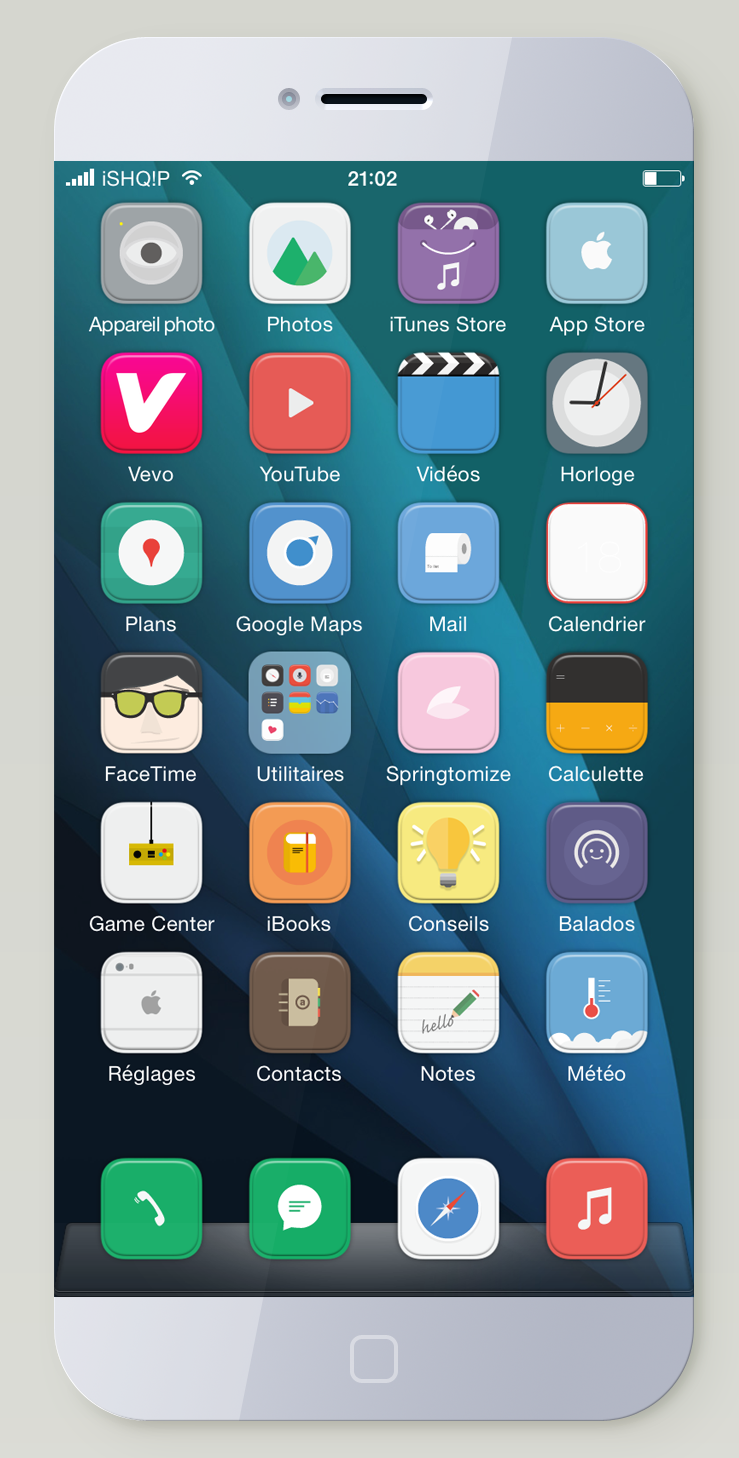 iSHQ!P 21:02
Appareil photo Photos iTunes Store App Store
Vevo YouTube Vidéos Horloge
18
Plans Google Maps Mail Calendrier
FaceTime Utilitaires Springtomize Calculette
Game Center iBooks Conseils Balados
a
hello
Réglages Contacts Notes Météo